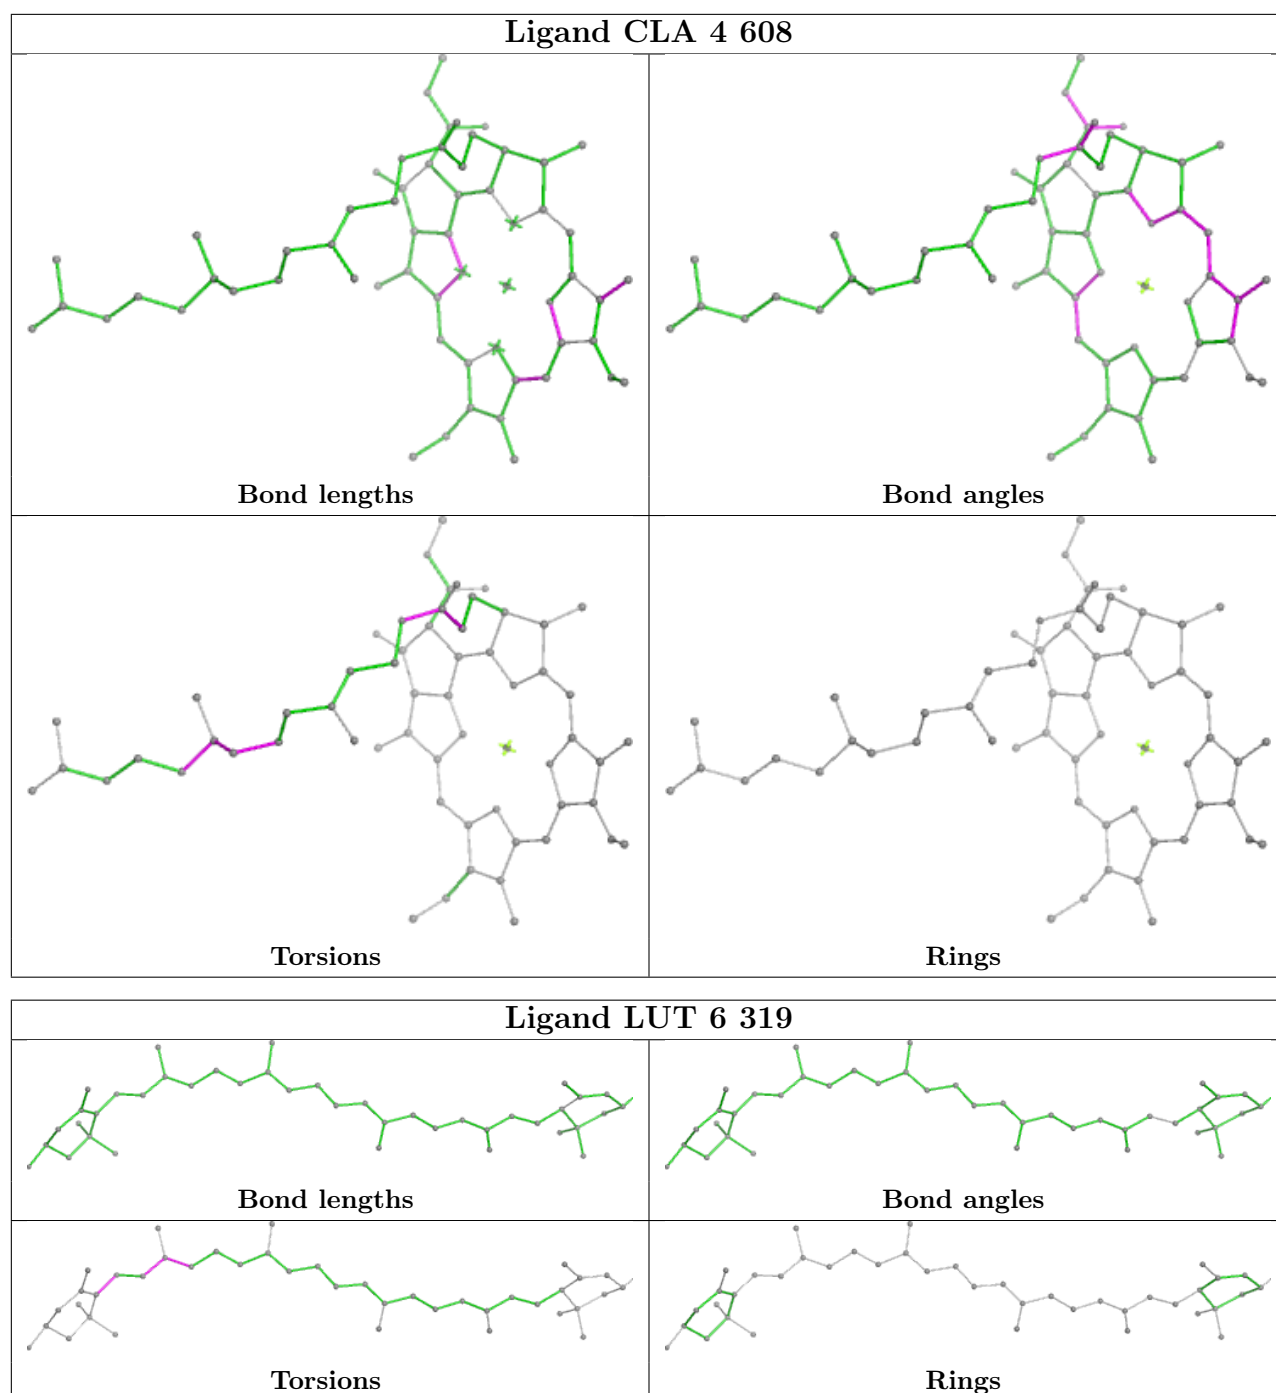 Ligand CLA 4 608
Bond lengths
Bond angles
Torsions
Rings
Ligand LUT 6 319
Bond lengths
Bond angles
Torsions
Rings